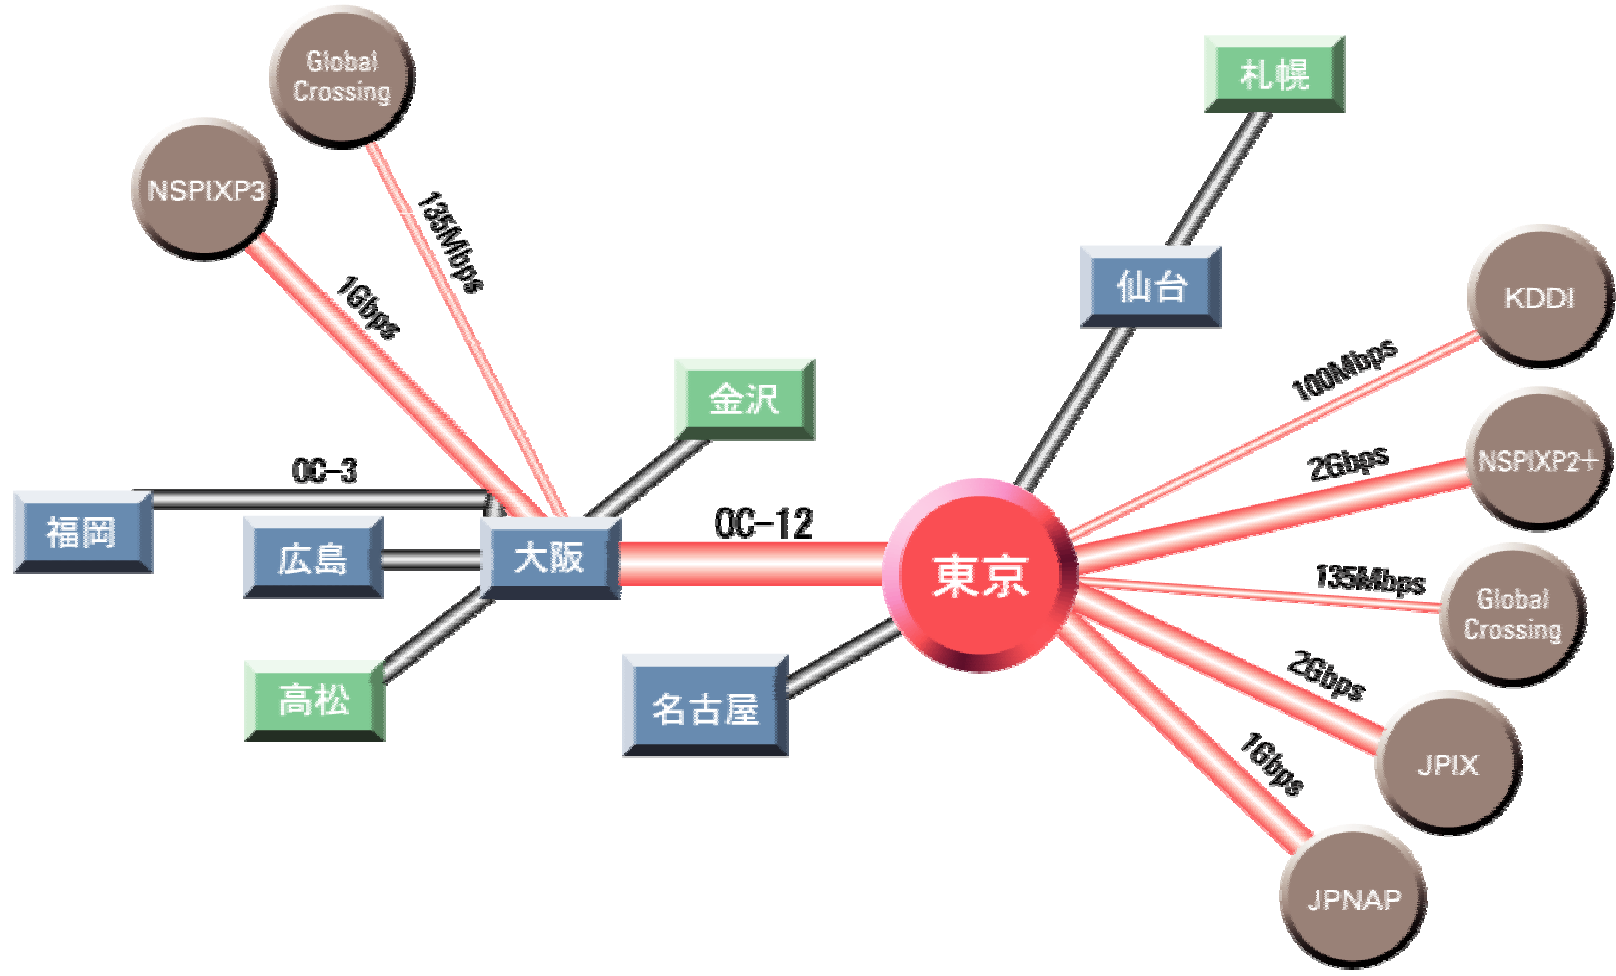 Global
Crossing
NSPIXP3
135Mbps
1Gbps
札幌
仙台
KDDI
100Mbps
金沢
2Gbps
NSPIXP2+
OC-3
福岡
広島
大阪
OC-12
東京
135Mbps
Global
Crossing
高松
名古屋
2Gbps
JPIX
1Gbps
JPNAP